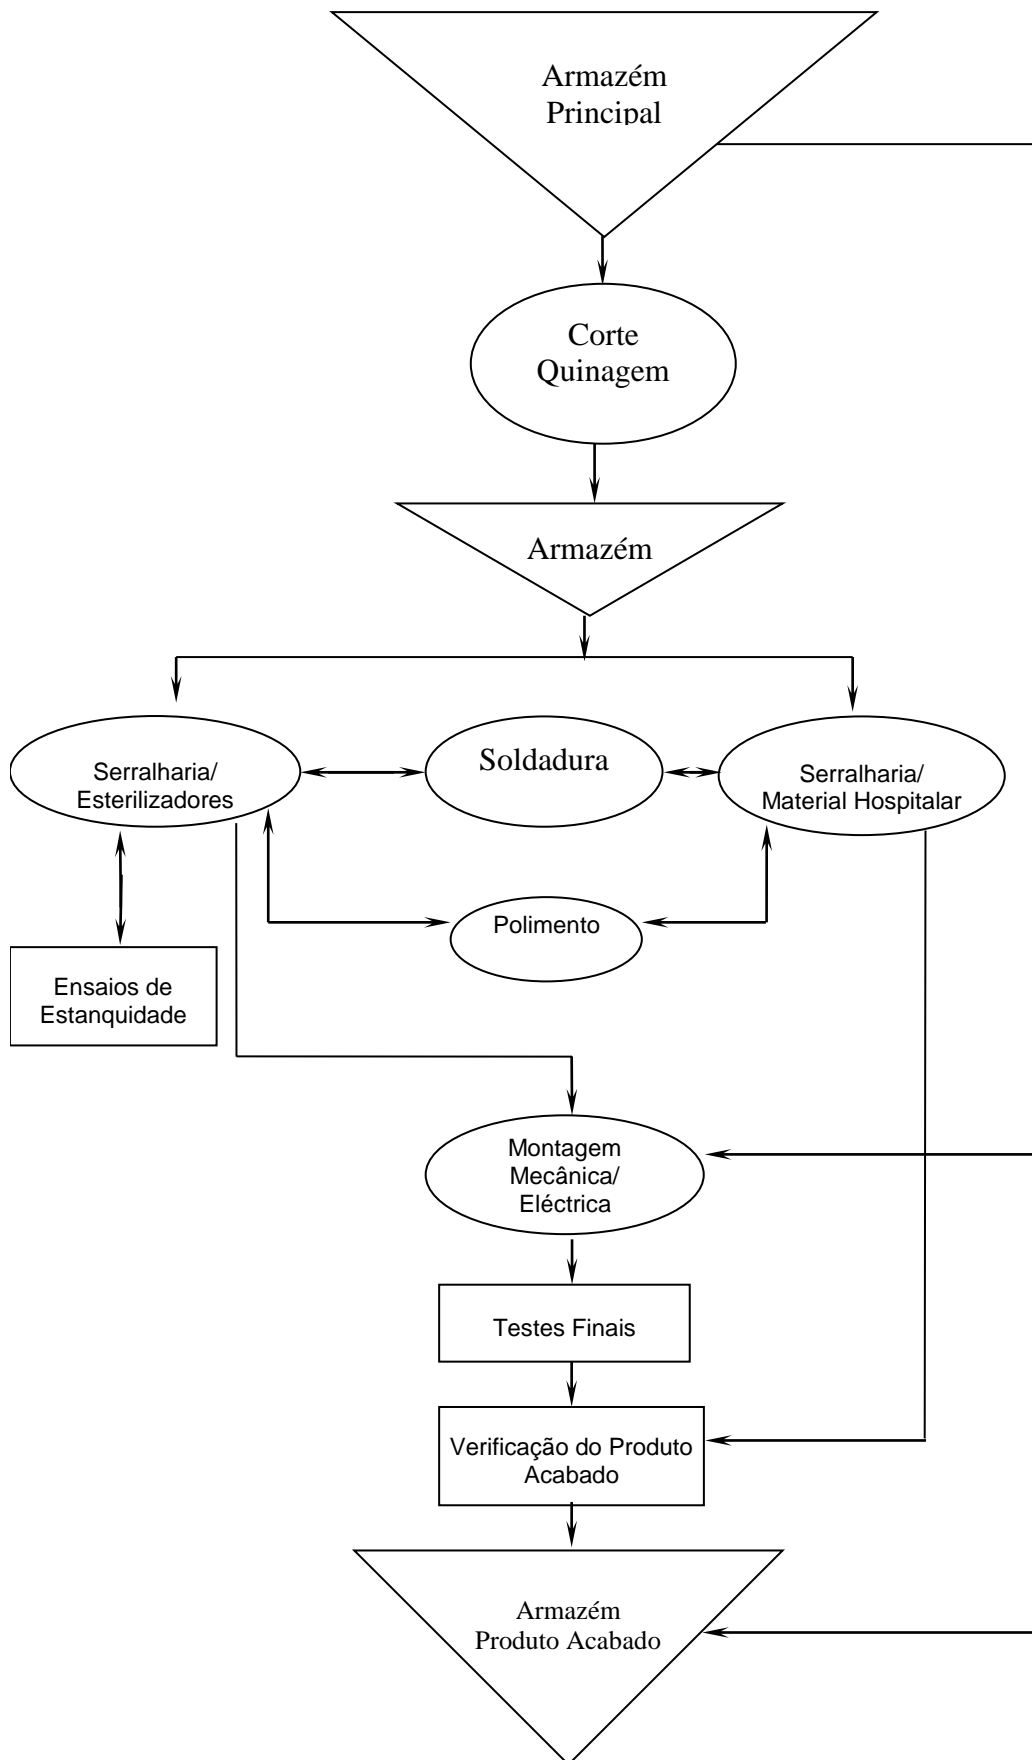 Armazém
Principal
Corte
Quinagem
Armazém
Serralharia/
Esterilizadores
Soldadura
Serralharia/
Material Hospitalar
Polimento
Ensaios de
Estanquidade
Montagem
Mecânica/
Eléctrica
Testes Finais
Verificação do Produto
Acabado
Armazém
Produto Acabado